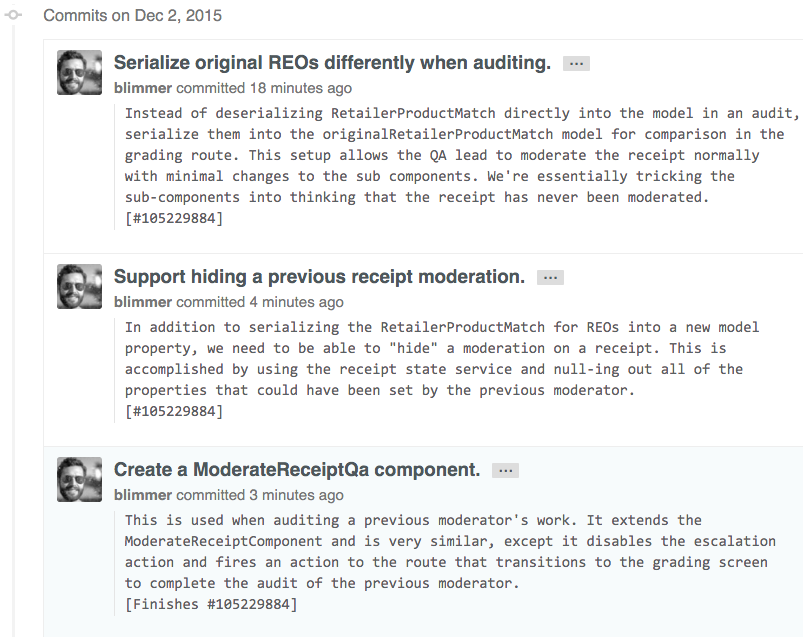 Commits on Dec 2, 2015
Serialize original REOs differently when auditing. ...
blimmer committed 18 minutes ago
Instead of deserializing RetailerProductMatch directly into the model in an audit,
serialize them into the originalRetailerProductMatch model for comparison in the
grading route. This setup allows the QA lead to moderate the receipt normally
with minimal changes to the sub components. We're essentially tricking the
sub-components into thinking that the receipt has never been moderated.
[#105229884]
Support hiding a previous receipt moderation. ...
blimmer committed 4 minutes ago
In addition to serializing the RetailerProductMatch for REOs into a new model
property, we need to be able to "hide" a moderation on a receipt. This is
accomplished by using the receipt state service and null-ing out all of the
properties that could have been set by the previous moderator.
[#105229884]
Create a ModerateReceiptQa component. ...
blimmer committed 3 minutes ago
This is used when auditing a previous moderator's work. It extends the
ModerateReceiptComponent and is very similar, except it disables the escalation
action and fires an action to the route that transitions to the grading screen
to complete the audit of the previous moderator.
[Finishes #105229884]